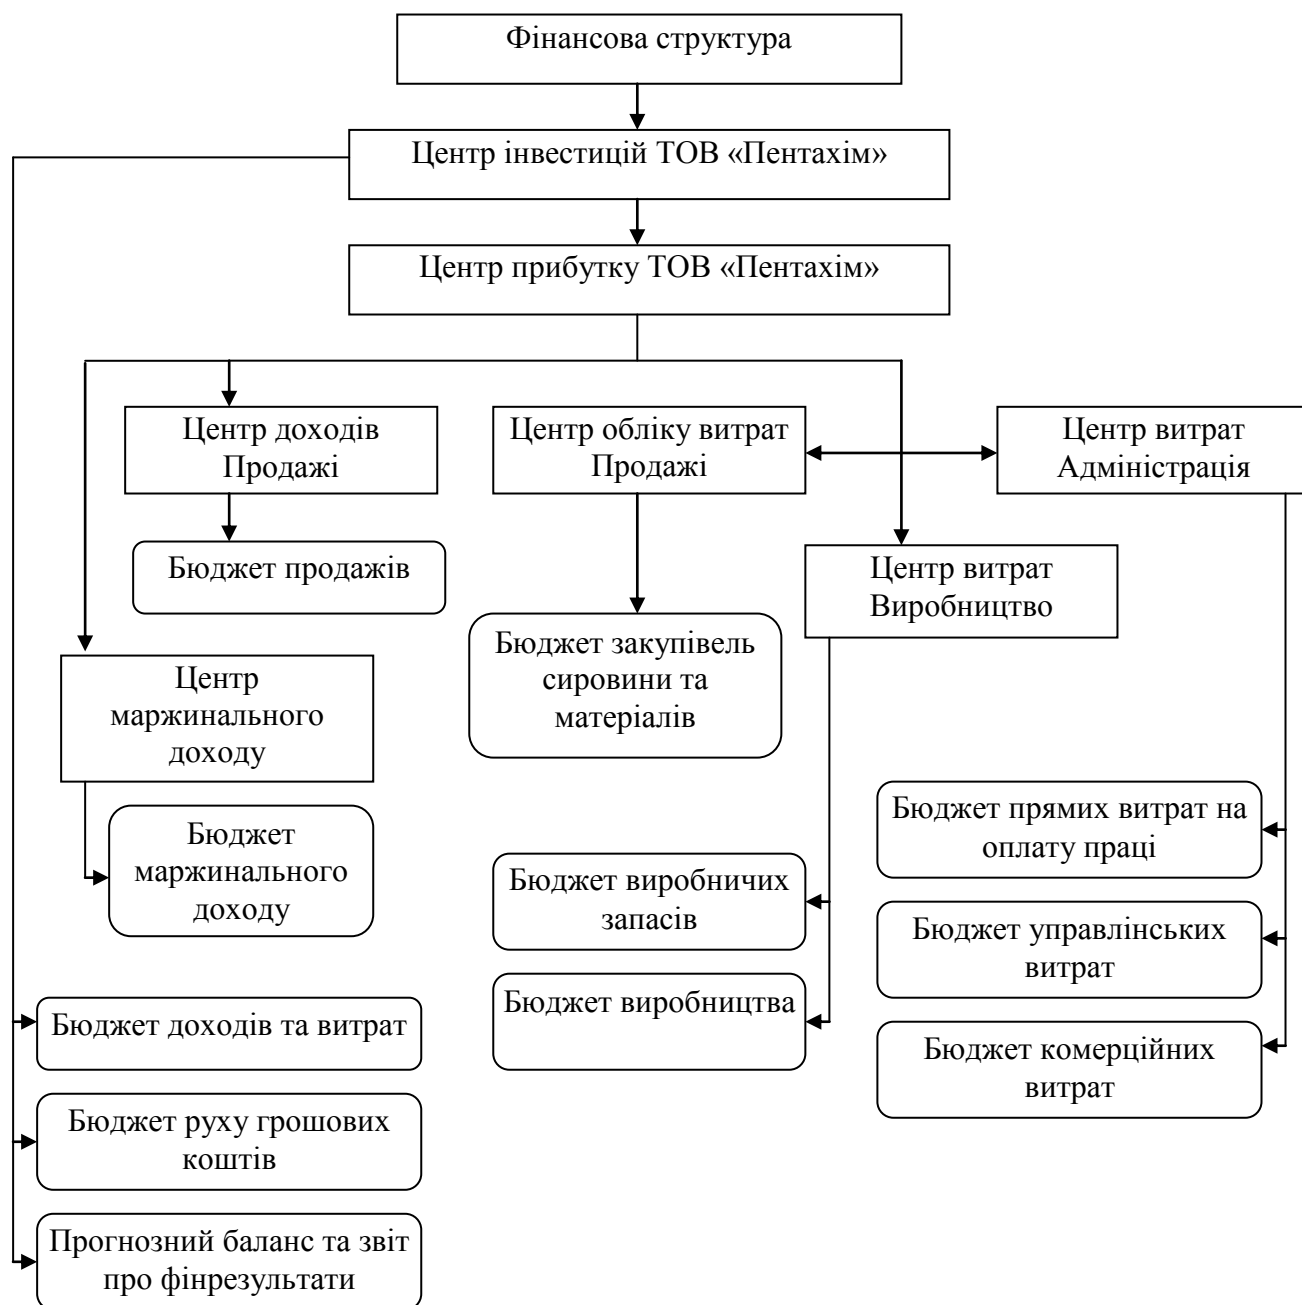 Фінансова структура
Центр інвестицій ТОВ «Пентахім»
Центр прибутку ТОВ «Пентахім»
Центр доходів
Продажі
Центр обліку витрат
Продажі
Центр витрат
Адміністрація
Бюджет продажів
Центр витрат
Виробництво
Бюджет закупівель
сировини та
матеріалів
Центр
маржинального
доходу
Бюджет
маржинального
доходу
Бюджет прямих витрат на
оплату праці
Бюджет виробничих
запасів
Бюджет управлінських
витрат
Бюджет виробництва
Бюджет доходів та витрат
Бюджет комерційних
витрат
Бюджет руху грошових
коштів
Прогнозний баланс та звіт
про фінрезультати